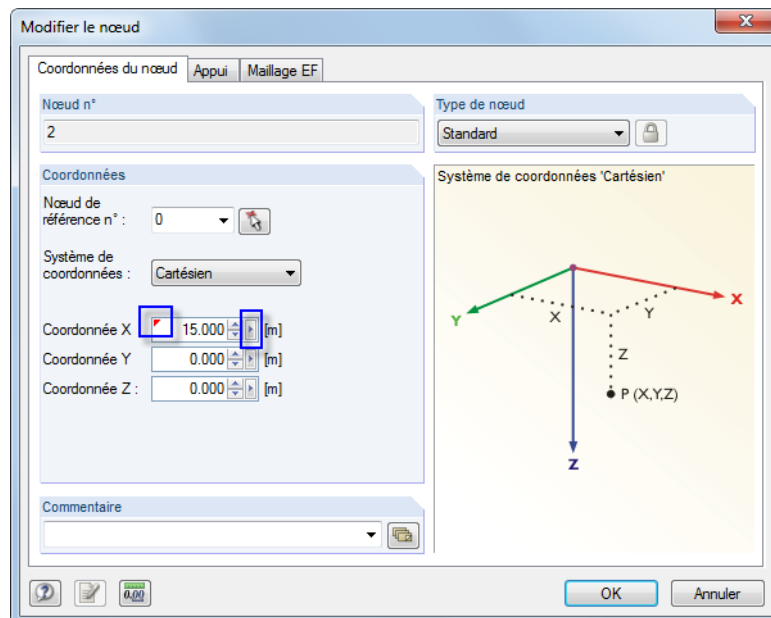 Modifier le nœud
x
Coordonnées du nœud Appui Maillage EF
Nœud n°
2
Type de nœud
Standard
Coordonnées
Nœud de
référence n° :
0
Système de
coordonnées :
Cartésien
Coordonnée X
15.000
[m]
Coordonnée Y
0.000
[m]
Coordonnée Z :
0.000
[m]
Système de coordonnées 'Cartésien'
X
Y
X
Y
Z
P (X,Y,Z)
Z
Commentaire
?
0.00
OK
Annuler